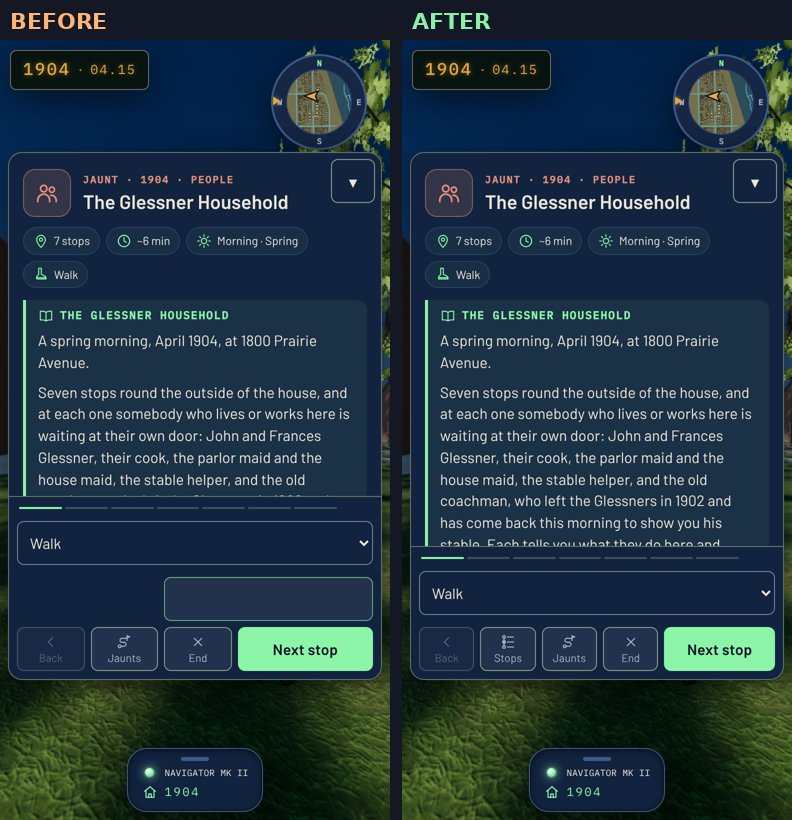 BEFORE
1904 · 04.15
N
W
E
S
JAUNT · 1904 · PEOPLE
The Glessner Household
▼
7 stops
~6 min
Morning · Spring
Walk
THE GLESSNER HOUSEHOLD
A spring morning, April 1904, at 1800 Prairie
Avenue.
Seven stops round the outside of the house, and
at each one somebody who lives or works here is
waiting at their own door: John and Frances
Glessner, their cook, the parlor maid and the
house maid, the stable helper, and the old
Walk
Back
Jaunts
End
Next stop
NAVIGATOR MK II
1904
AFTER
1904 · 04.15
N
W
E
S
JAUNT · 1904 · PEOPLE
The Glessner Household
▼
7 stops
~6 min
Morning · Spring
Walk
THE GLESSNER HOUSEHOLD
A spring morning, April 1904, at 1800 Prairie
Avenue.
Seven stops round the outside of the house, and
at each one somebody who lives or works here is
waiting at their own door: John and Frances
Glessner, their cook, the parlor maid and the
house maid, the stable helper, and the old
coachman, who left the Glessners in 1902 and
has come back this morning to show you his
stable. Each tells you what they do here and
Walk
Back
Stops
Jaunts
End
Next stop
NAVIGATOR MK II
1904